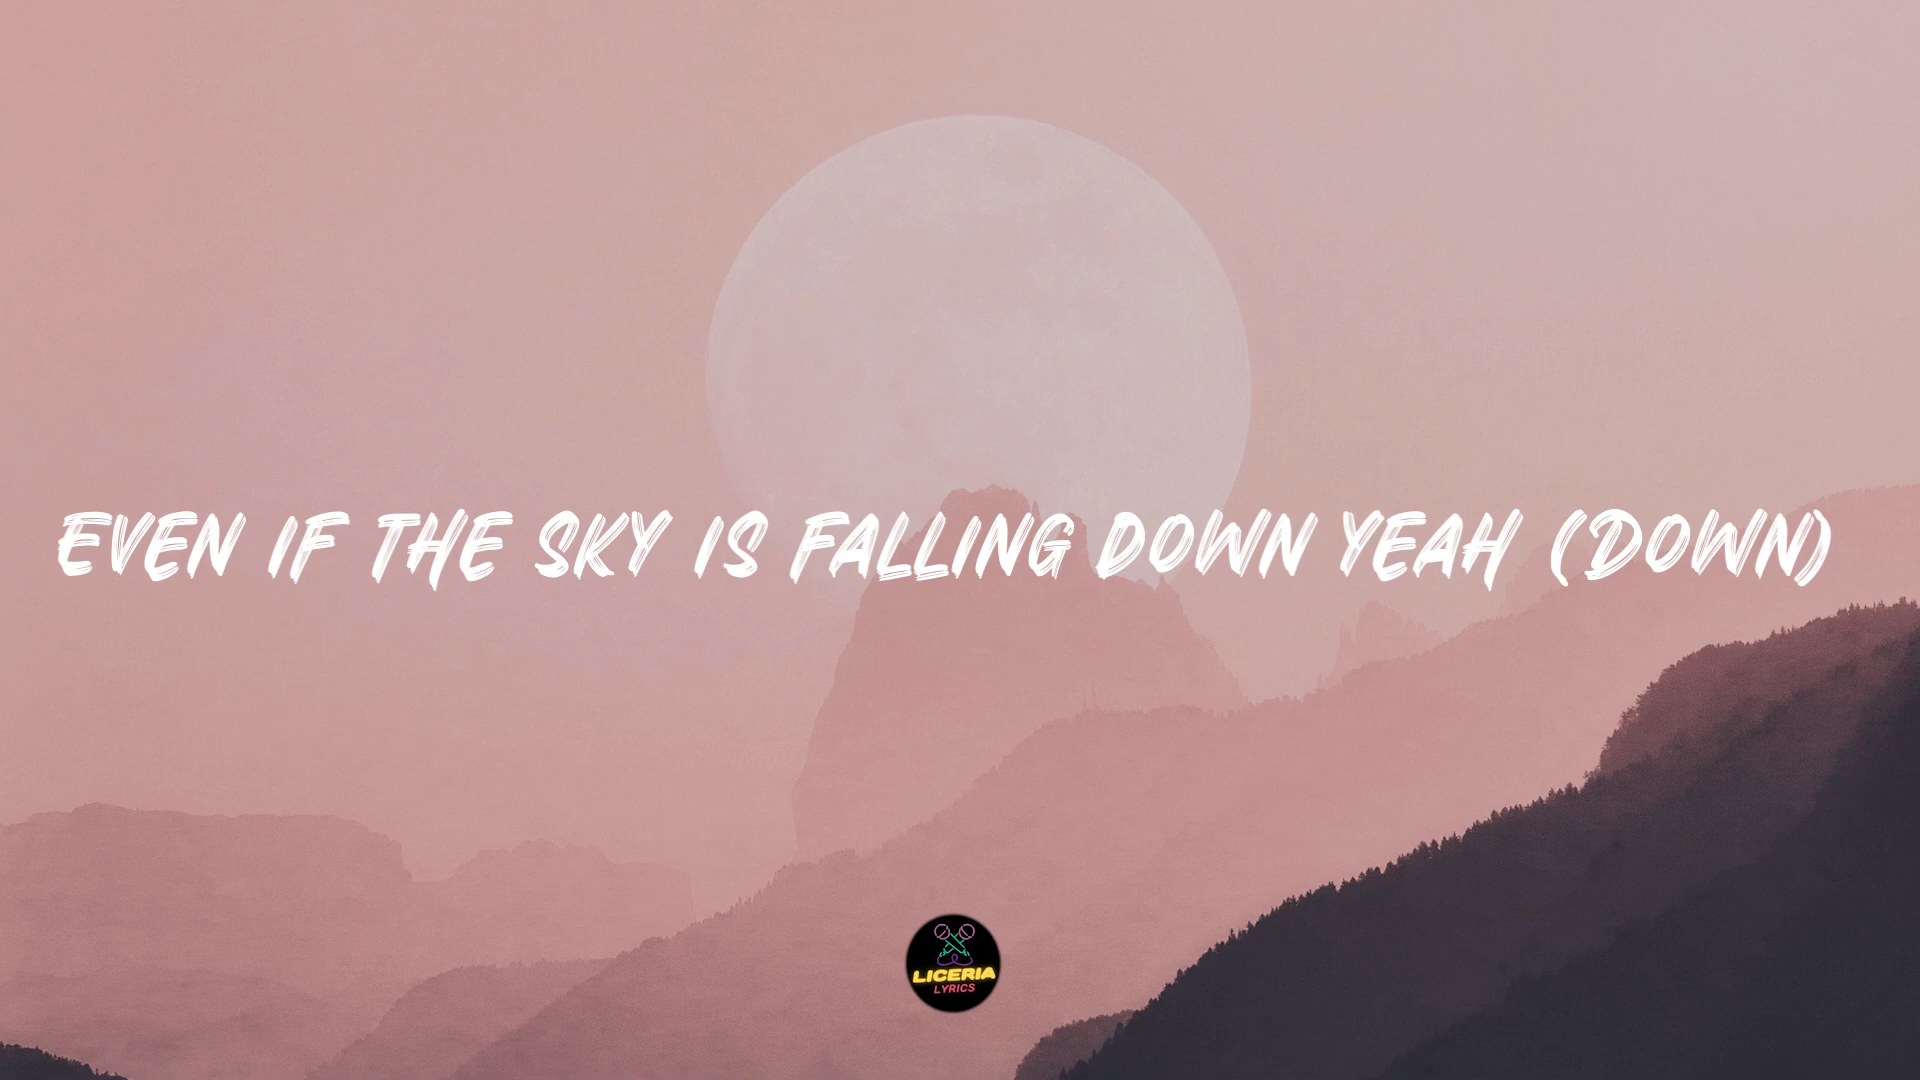 EVEN IF THE SKY IS FALLING DOWN YEAH (DOWN)
LICERIA
LYRICS